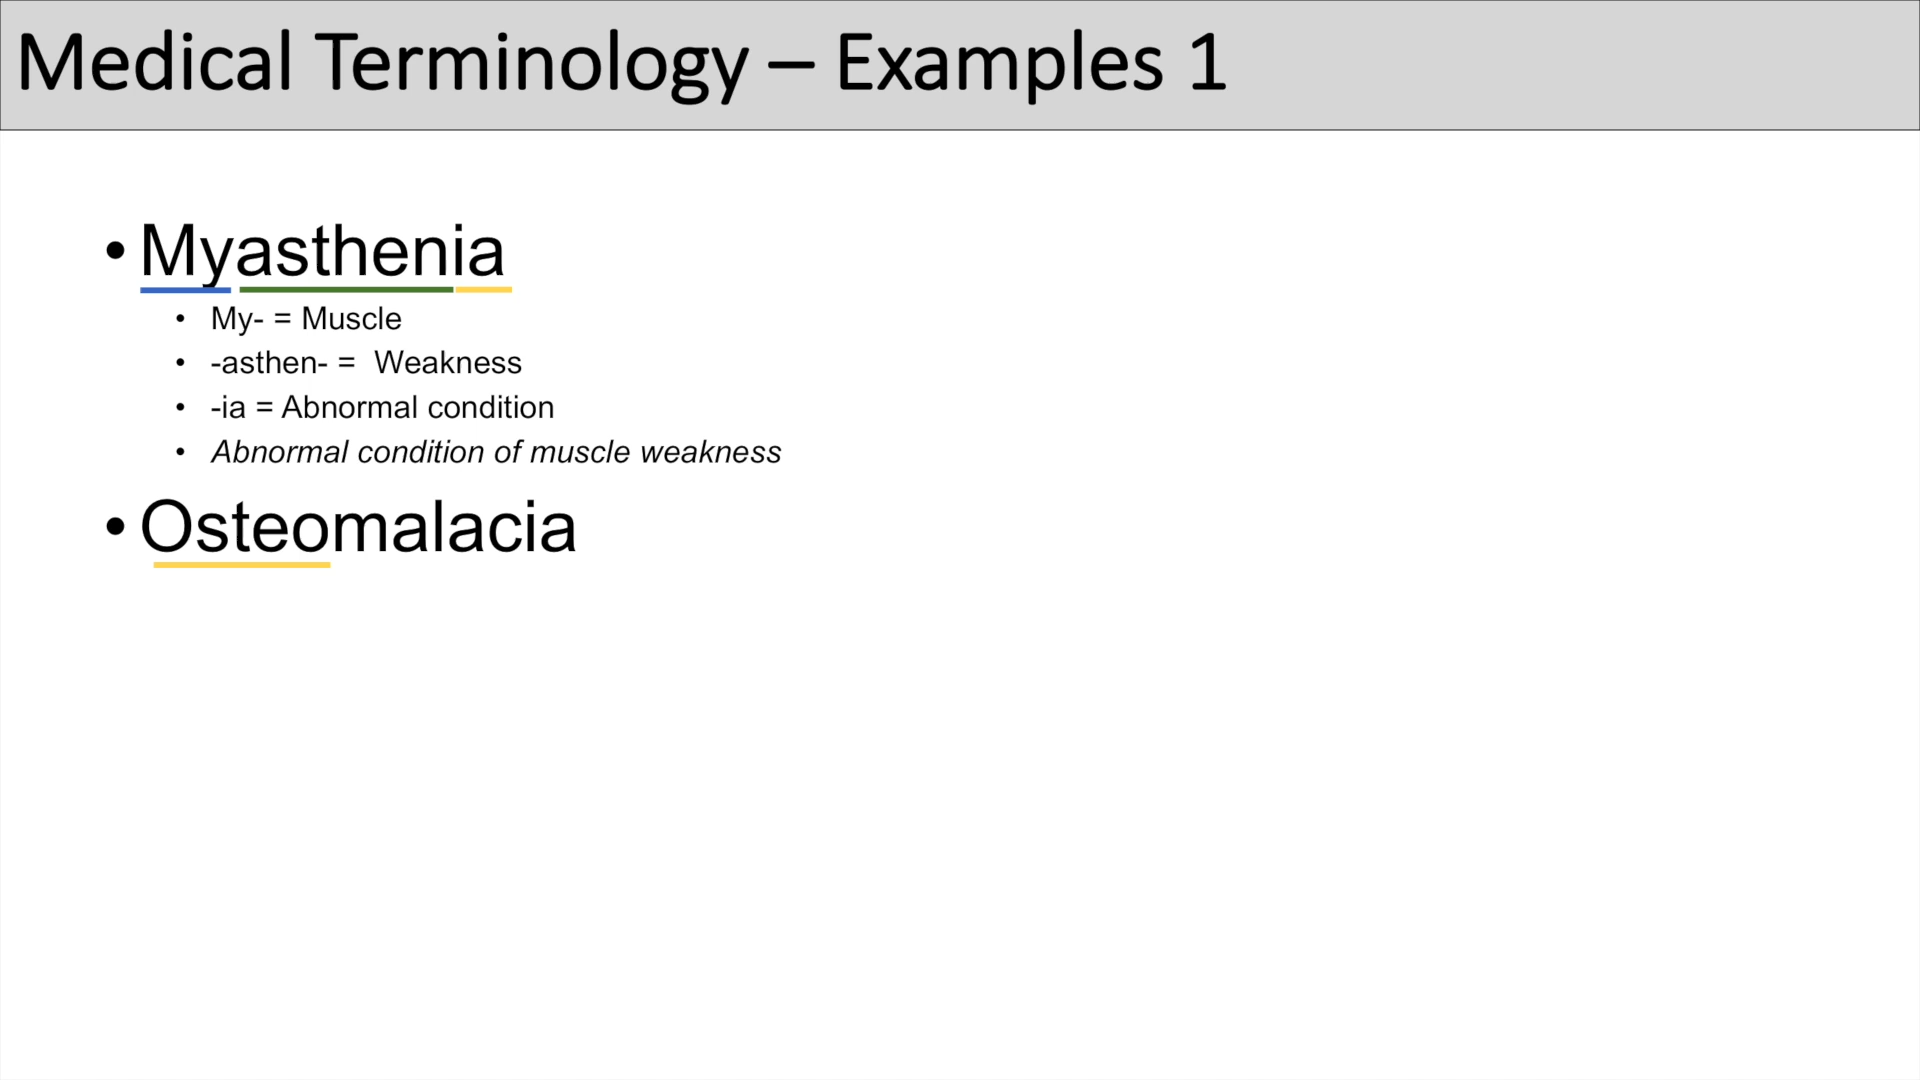 Medical Terminology – Examples 1
• Myasthenia
• My- = Muscle
• -asthen- = Weakness
• -ia = Abnormal condition
• Abnormal condition of muscle weakness
• Osteomalacia